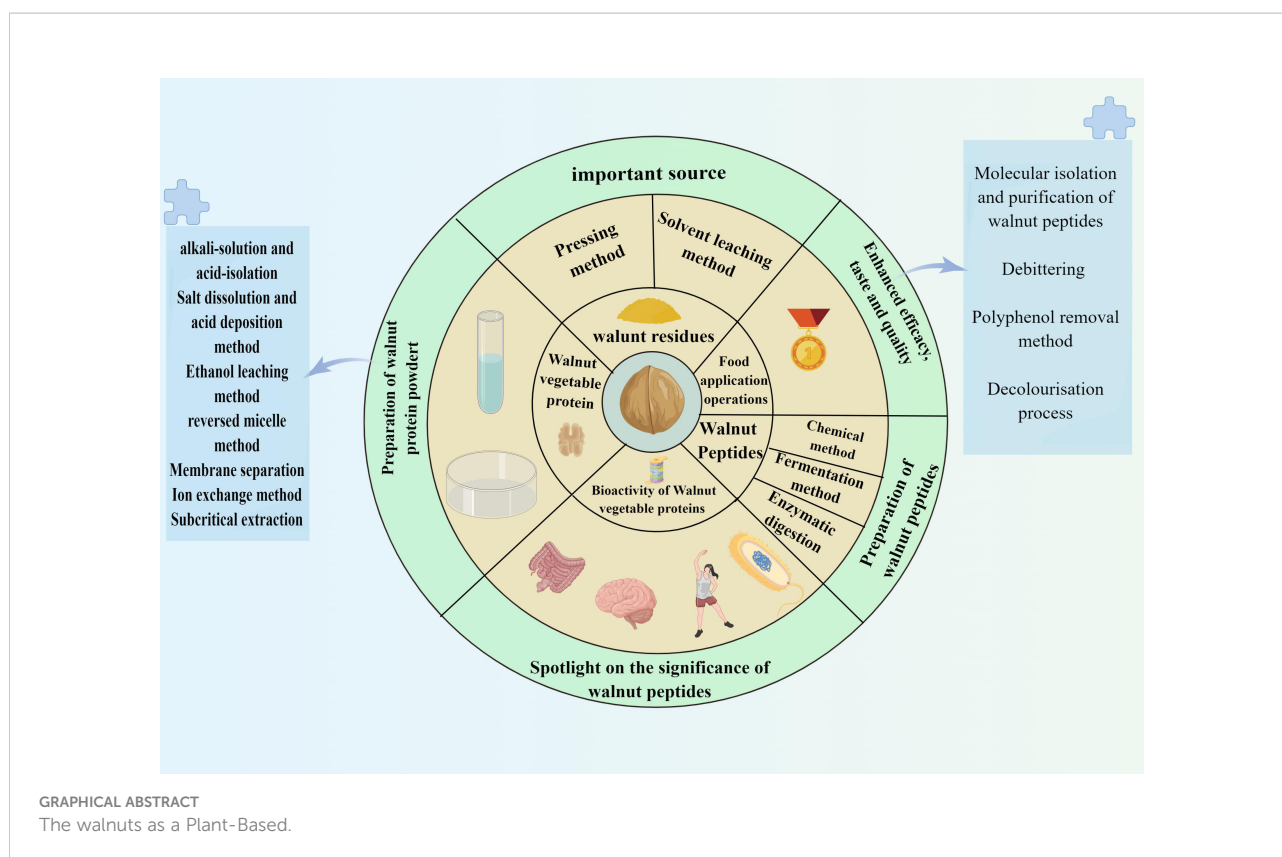 important source
Pressing
method
Solvent leaching
method
walunt residues
Enhanced efficacy,
taste and quality
Food
application
operations
Molecular isolation
and purification of
walnut peptides
Debittering
Polyphenol removal
method
Decolourisation
process
Preparation of
walnut peptides
Walnut
Peptides
Chemical
method
Fermentation
method
Enzymatic
digestion
Spotlight on the significance of
walnut peptides
Bioactivity of Walnut
vegetable proteins
Preparation of walnut
protein powdert
Walnut
vegetable
protein
alkali-solution and
acid-isolation
Salt dissolution and
acid deposition
method
Ethanol leaching
method
reversed micelle
method
Membrane separation
Ion exchange method
Subcritical extraction
1
GRAPHICAL ABSTRACT
The walnuts as a Plant-Based.